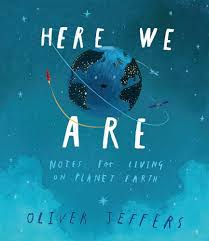 HERE WE
ARE
NOTES FOR LIVING
ON PLANET EARTH
OLIVER JEFFERS